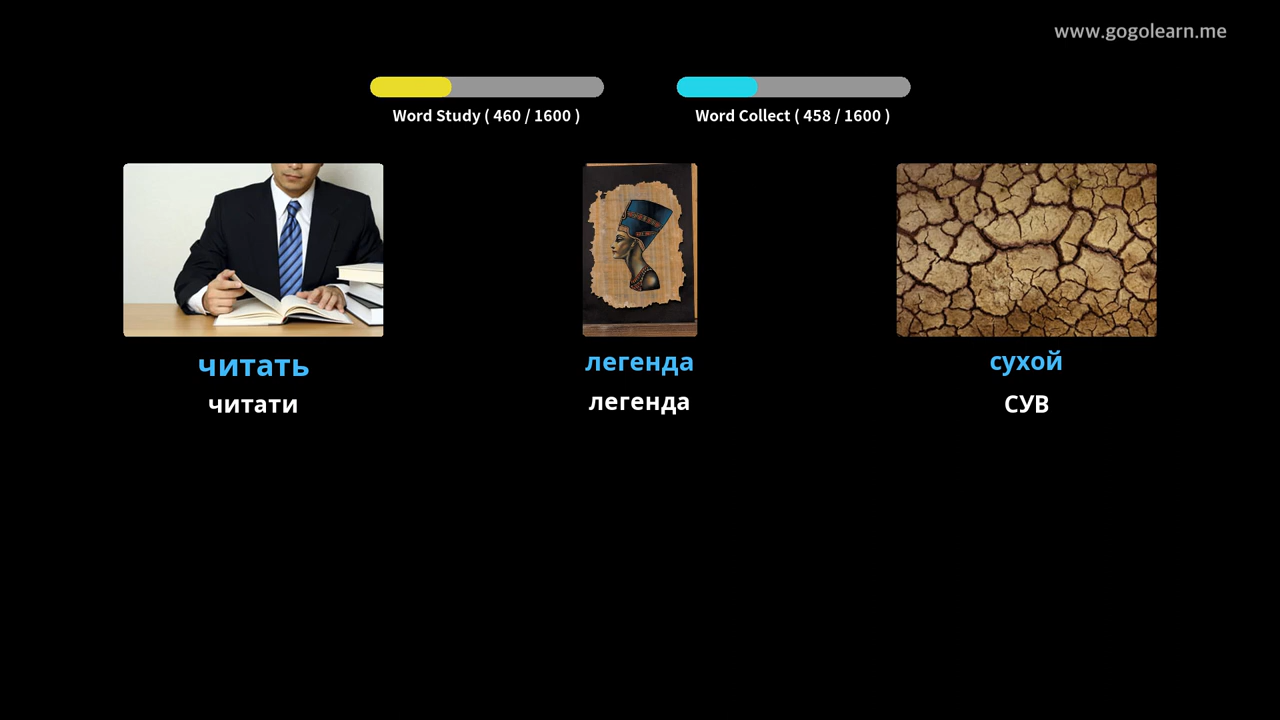 www.gogolearn.me
Word Study ( 460 / 1600 )
Word Collect ( 458 / 1600 )
читать
легенда
сухой
читати
легенда
СУВ